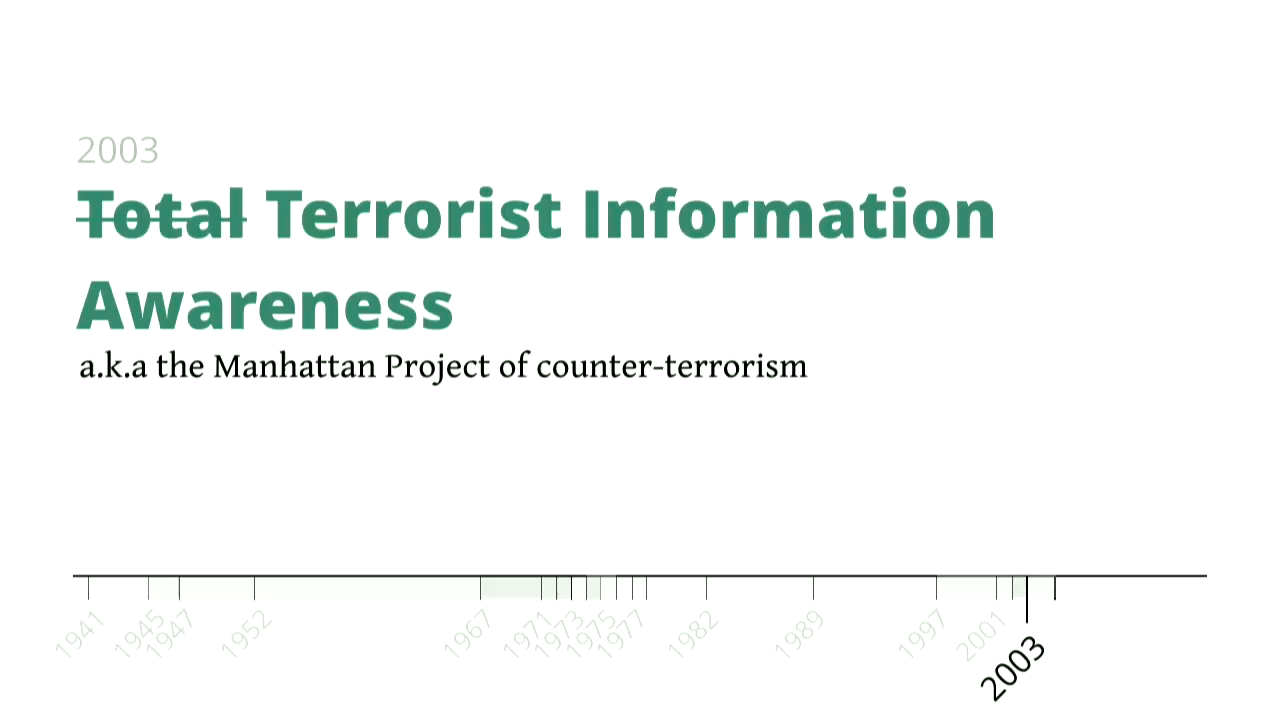 2003
Total Terrorist Information
Awareness
a.k.a the Manhattan Project of counter-terrorism
1941 1945 1947 1952 1967 1971 1973 1975 1977 1982 1989 1997 2001 2003